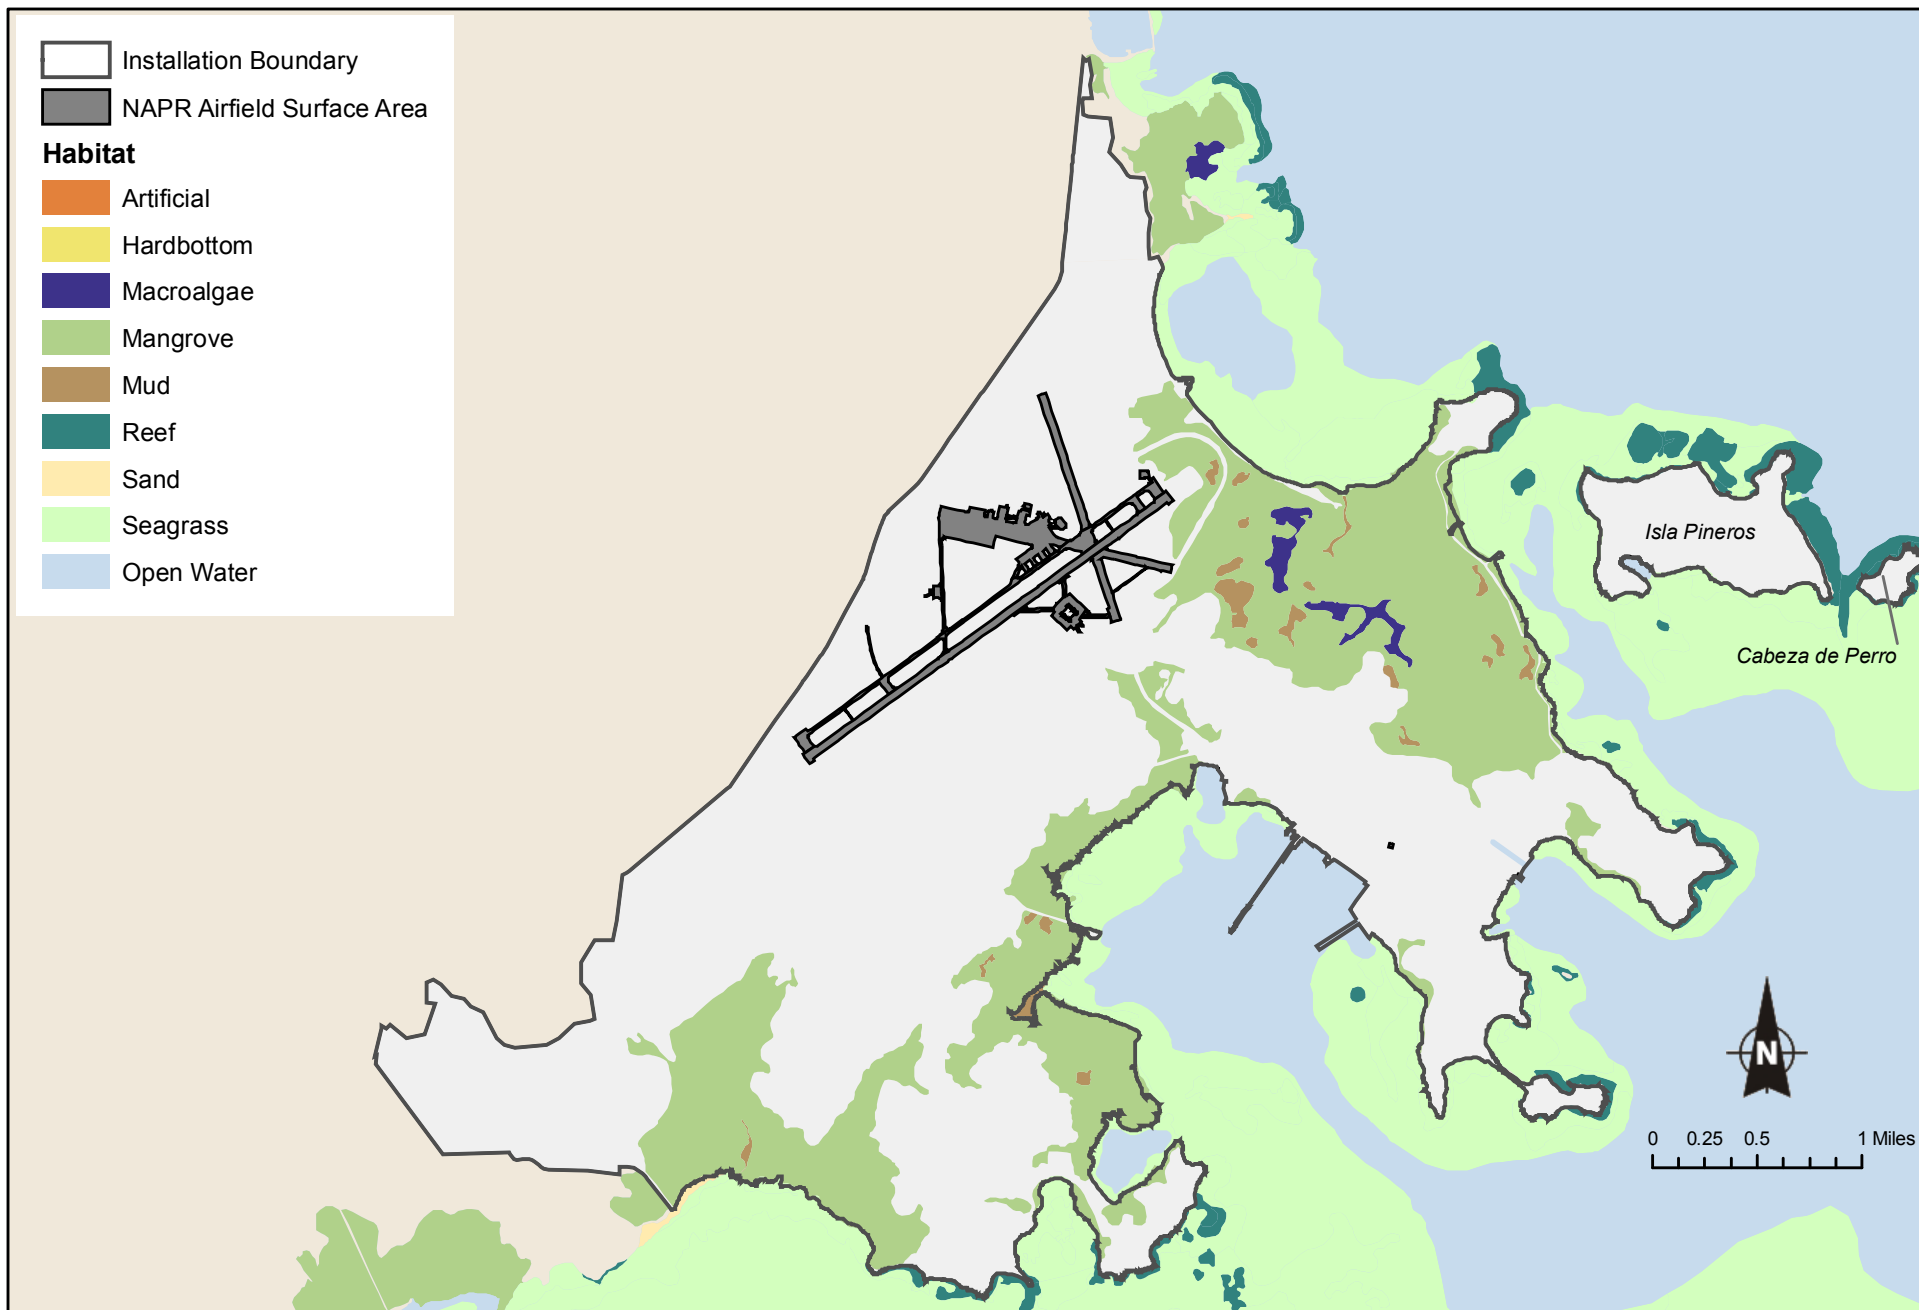 Installation Boundary
NAPR Airfield Surface Area
Habitat
Artificial
Hardbottom
Macroalgae
Mangrove
Mud
Reef
Sand
Seagrass
Open Water
Isla Pineros
Cabeza de Perro
N
0 0.25 0.5 1 Miles